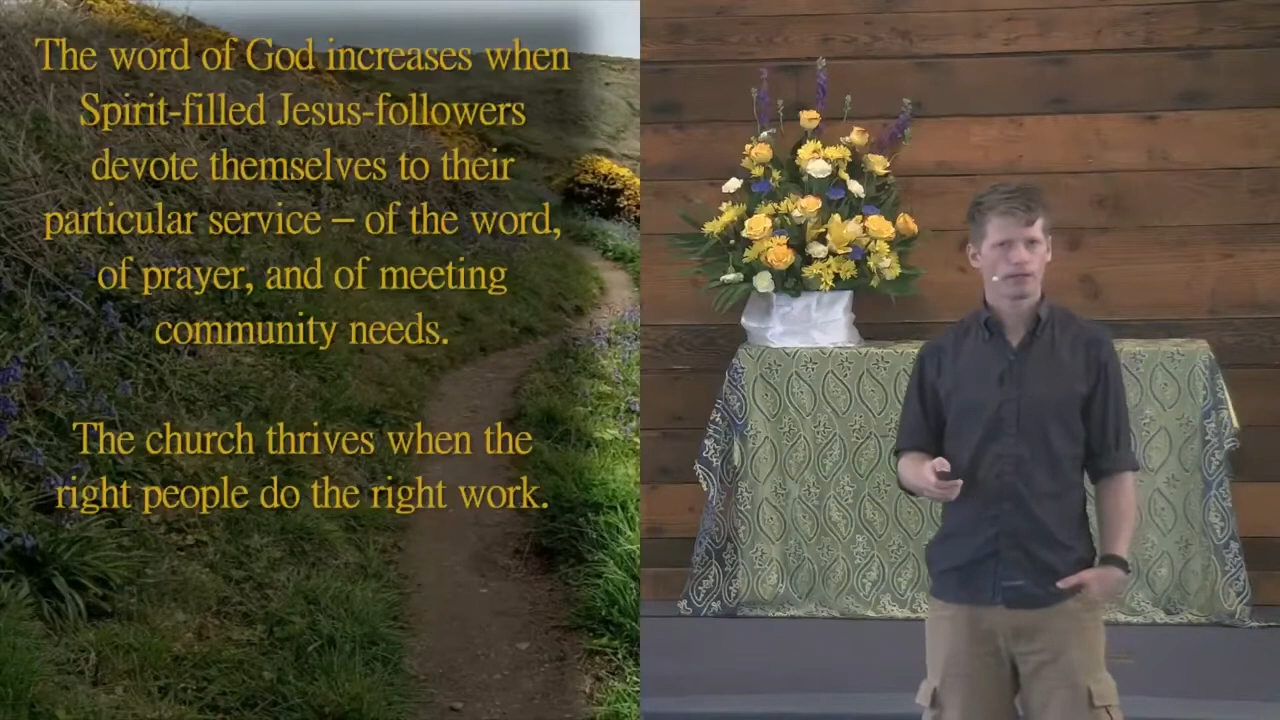 The word of God increases when
Spirit-filled Jesus-followers
devote themselves to their
particular service – of the word,
of prayer, and of meeting
community needs.
The church thrives when the
right people do the right work.